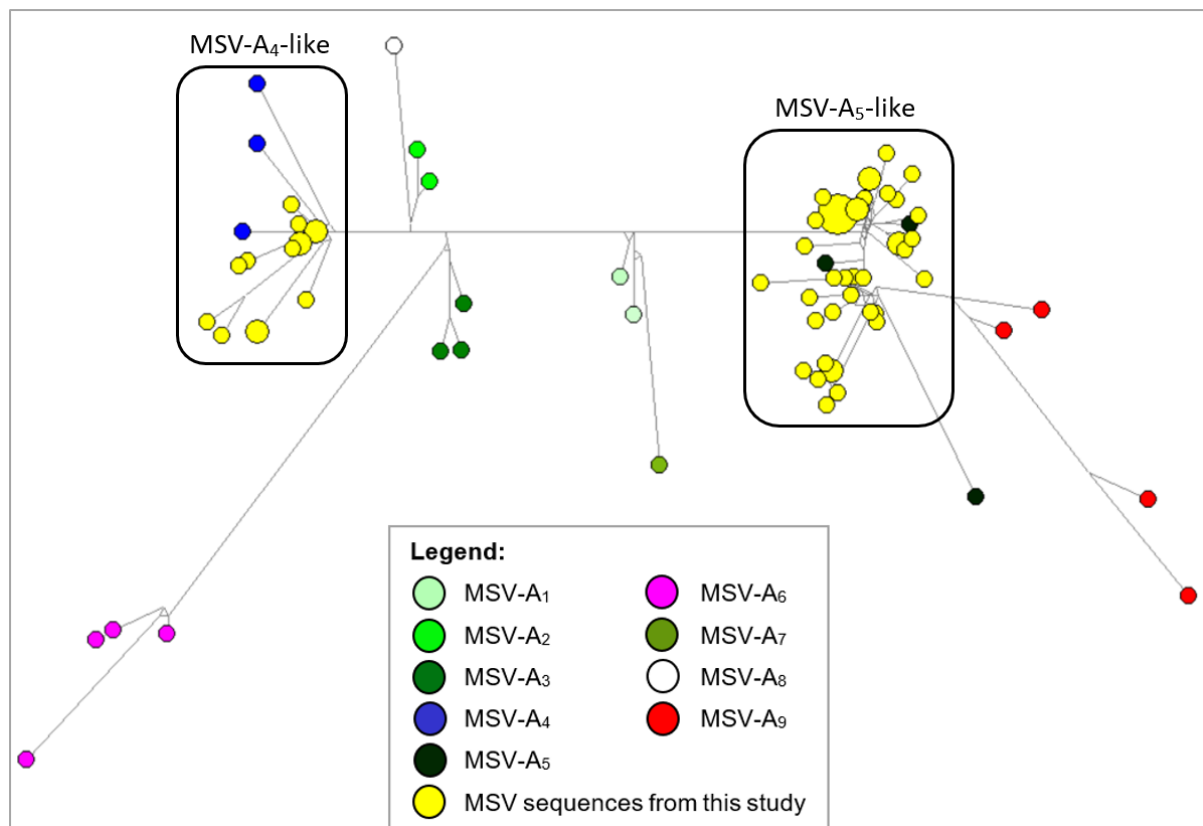 MSV-A₄-like
MSV-A₅-like
Legend:
MSV-A₁
MSV-A₂
MSV-A₃
MSV-A₄
MSV-A₅
MSV sequences from this study
MSV-A₆
MSV-A₇
MSV-A₈
MSV-A₉